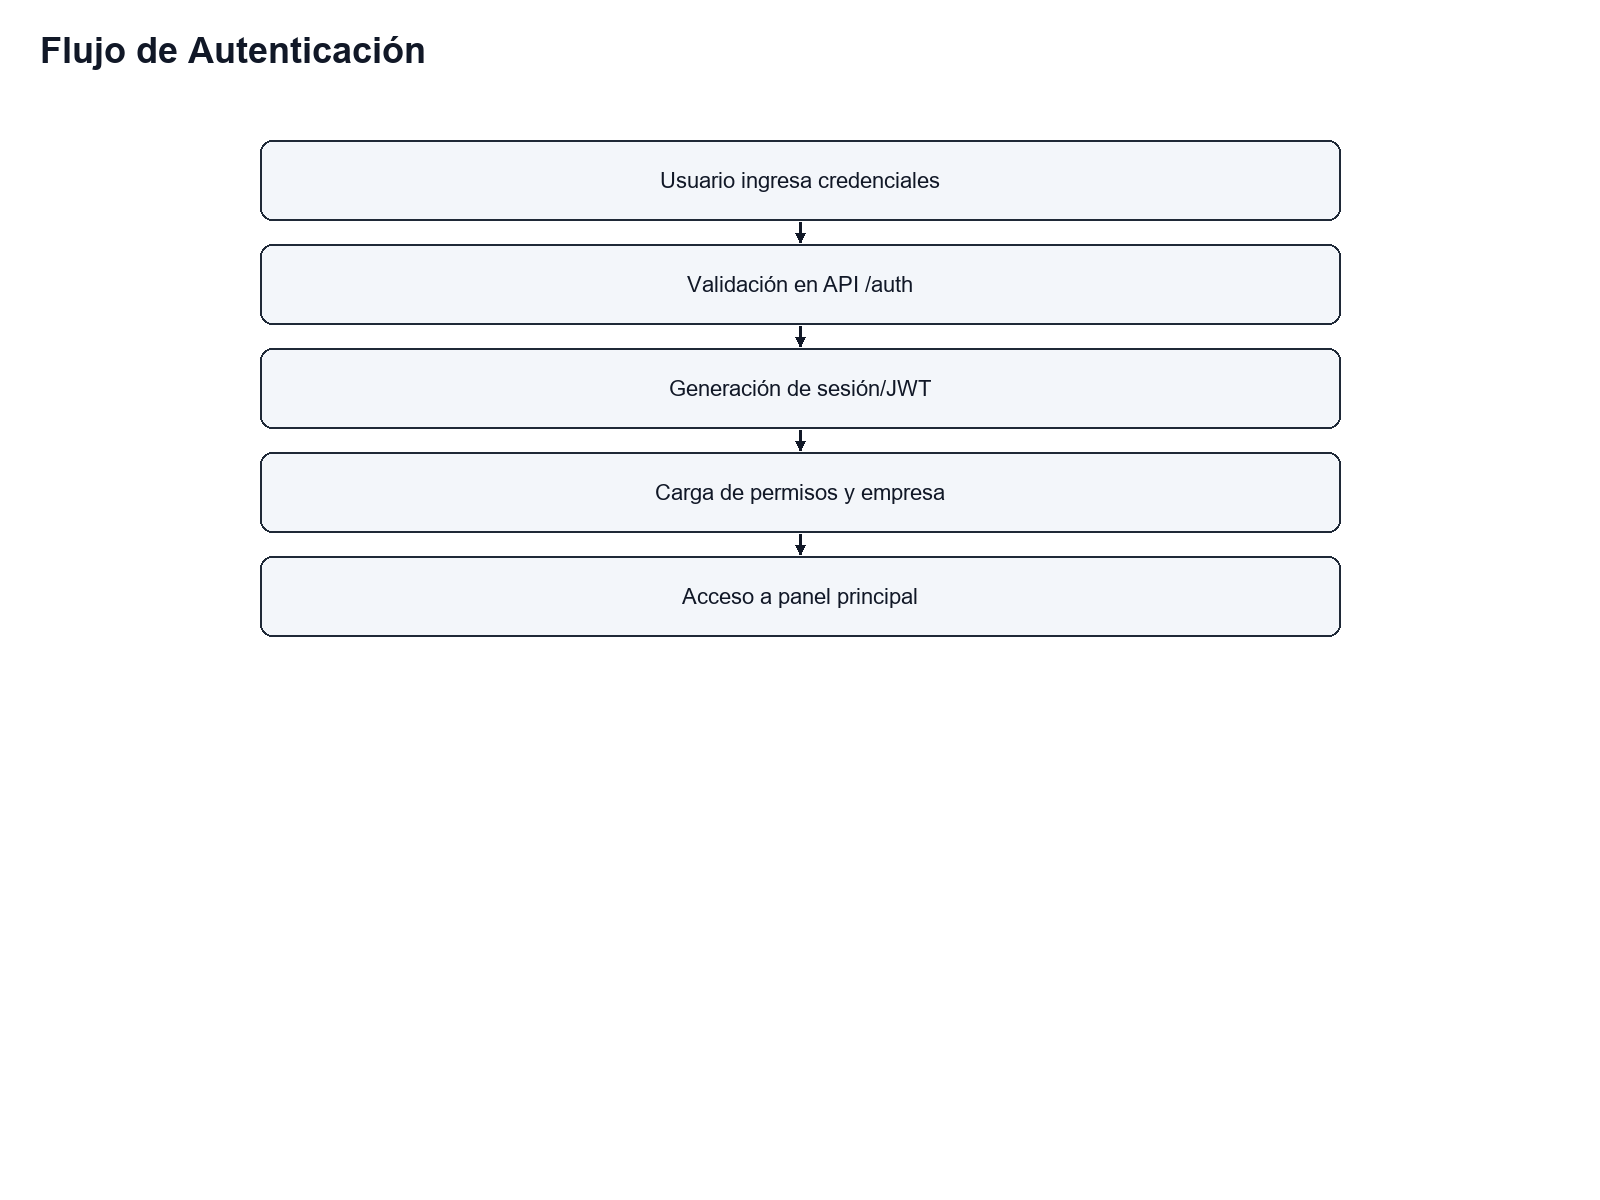 Flujo de Autenticación
Usuario ingresa credenciales
Validación en API /auth
Generación de sesión/JWT
Carga de permisos y empresa
Acceso a panel principal